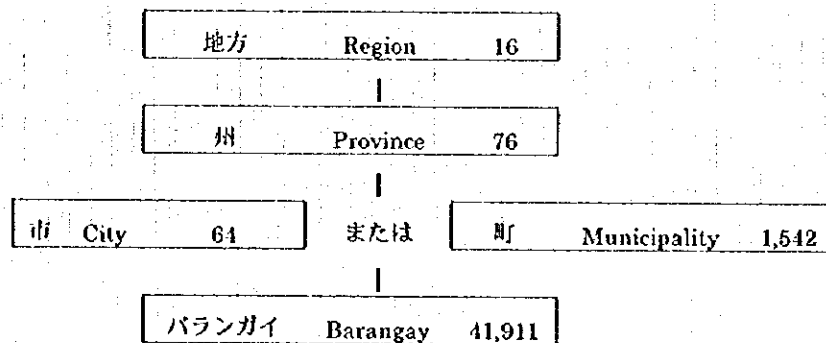 地方 Region 16
州 Province 76
市 City 64 または 町 Municipality 1,542
バランガイ Barangay 41,911